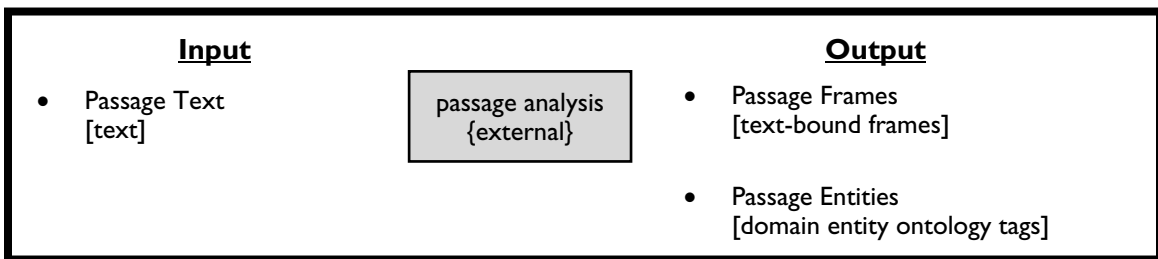 Input
• Passage Text
[text]
passage analysis
{external}
Output
• Passage Frames
[text-bound frames]
• Passage Entities
[domain entity ontology tags]